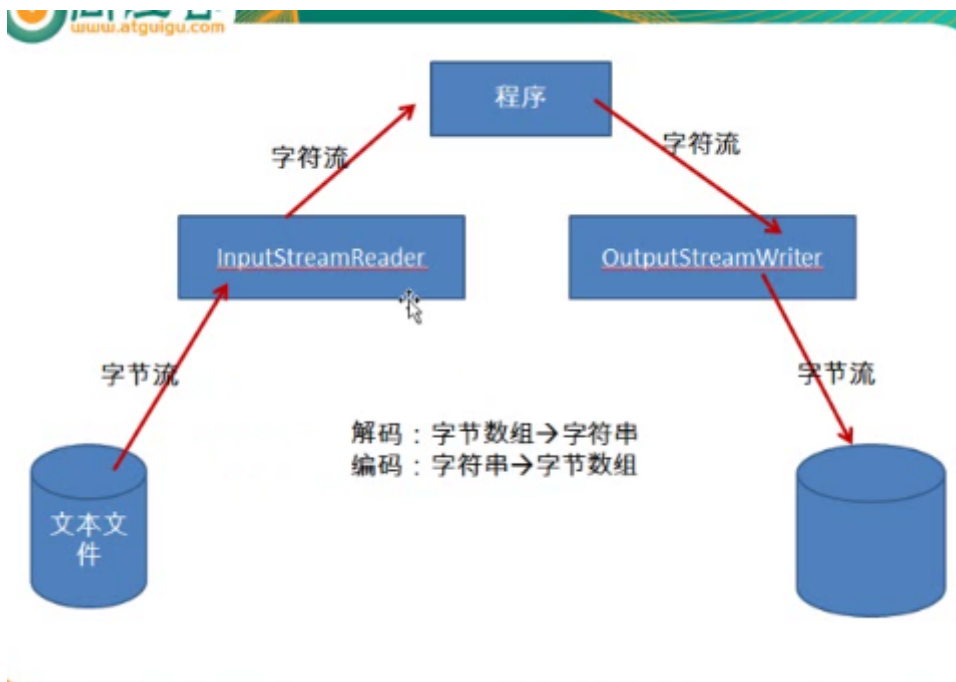 www.atguigu.com
程序
字符流
字符流
InputStreamReader
OutputStreamWriter
字节流
字节流
解码：字节数组→字符串
编码：字符串→字节数组
文本文
件